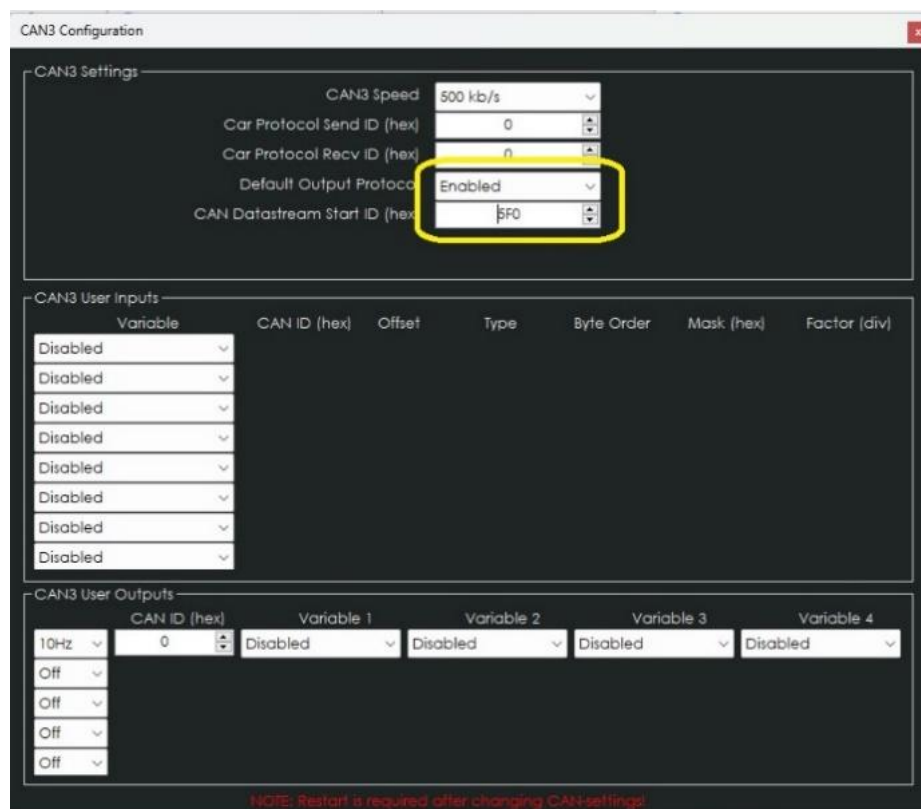 CAN3 Configuration
x
CAN3 Settings
CAN3 Speed 500 kb/s
Car Protocol Send ID (hex) 0
Car Protocol Recv ID (hex) 0
Default Output Protoco Enabled
CAN Datastream Start ID (hex 5F0
CAN3 User Inputs
Variable CAN ID (hex) Offset Type Byte Order Mask (hex) Factor (div)
Disabled
Disabled
Disabled
Disabled
Disabled
Disabled
Disabled
Disabled
CAN3 User Outputs
CAN ID (hex) Variable 1 Variable 2 Variable 3 Variable 4
10Hz 0 Disabled Disabled Disabled Disabled
Off
Off
Off
Off
NOTE: Restart is required after changing CAN-settings!